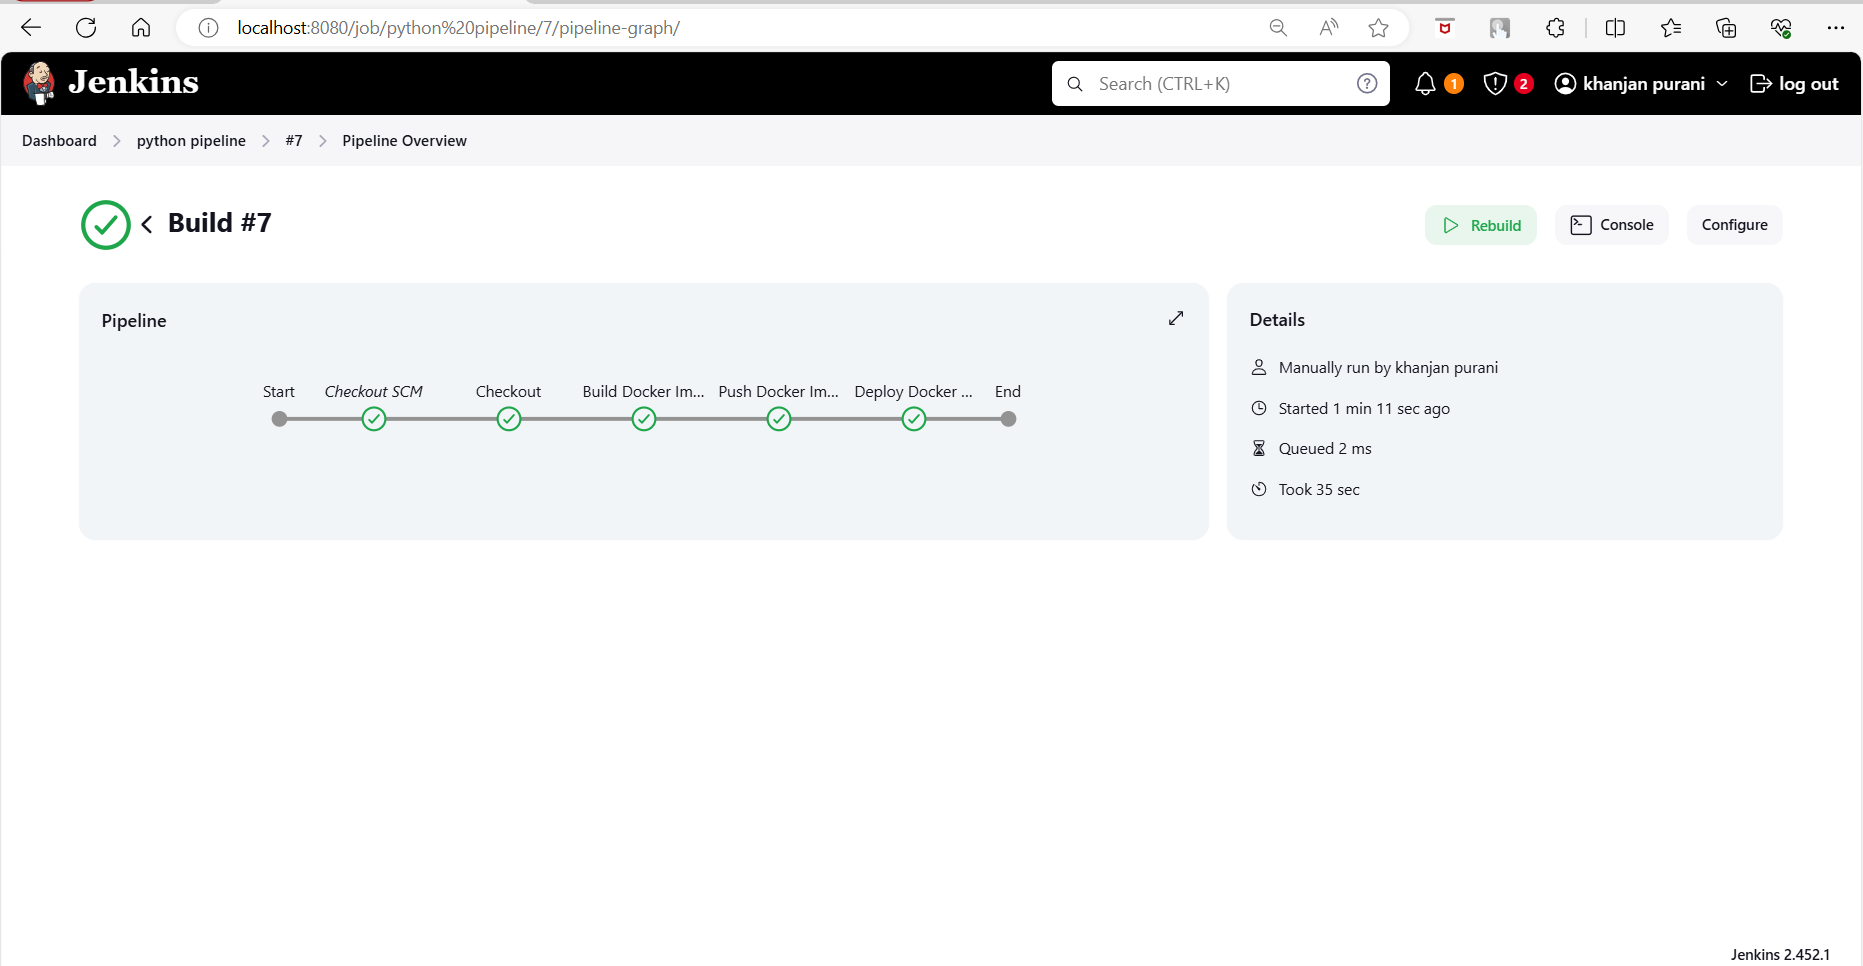 localhost:8080/job/python%20pipeline/7/pipeline-graph/
Jenkins
Search (CTRL+K)
1
2
khanjan purani
log out
Dashboard
python pipeline
#7
Pipeline Overview
Build #7
Rebuild
Console
Configure
Pipeline
Start
Checkout SCM
Checkout
Build Docker Im...
Push Docker Im...
Deploy Docker ...
End
Details
Manually run by khanjan purani
Started 1 min 11 sec ago
Queued 2 ms
Took 35 sec
Jenkins 2.452.1